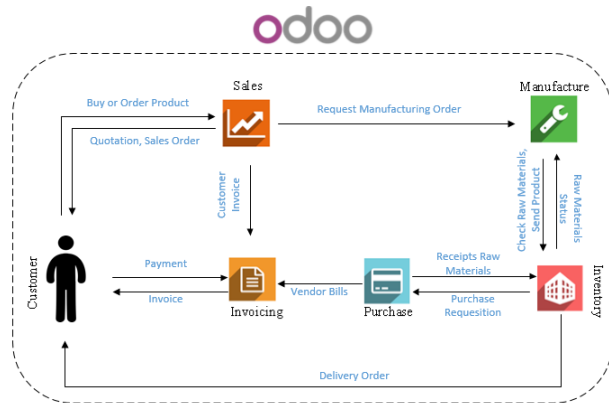 odoo
Sales
Manufacture
Buy or Order Product
Request Manufacturing Order
Quotation, Sales Order
Customer
Invoice
Check Raw Materials,
Send Product
Raw Materials
Status
Customer
Payment
Invoice
Invoicing
Vendor Bills
Purchase
Receipts Raw
Materials
Purchase
Requesition
Inventory
Delivery Order